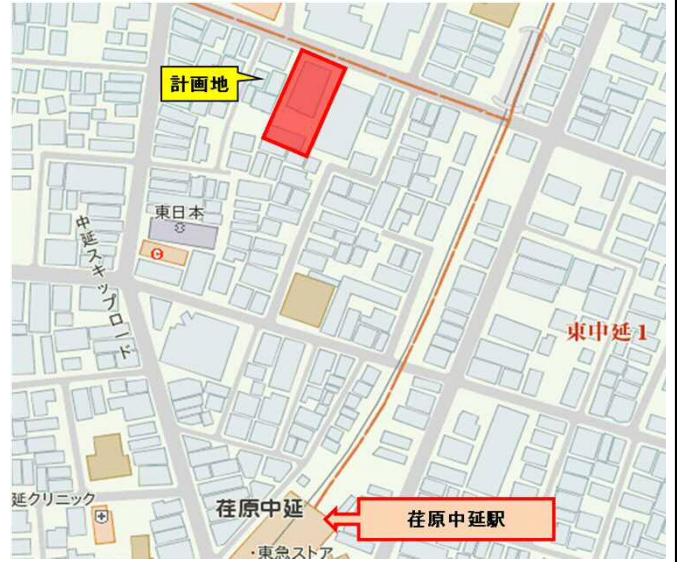 計画地
東日本
中延スキップロード
東中延1
延クリニック
荏原中延
荏原中延駅
・東急ストア